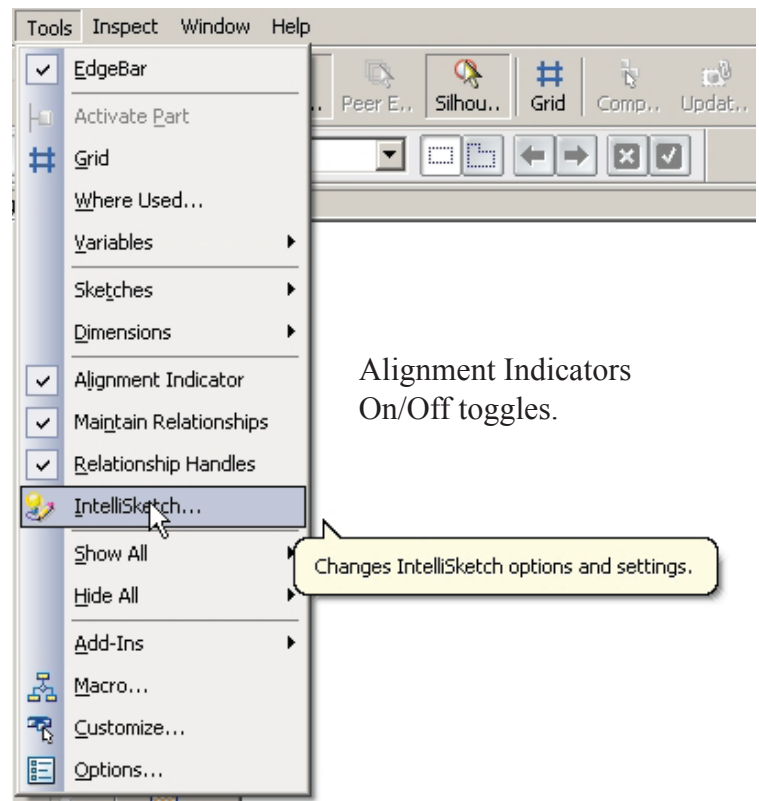 Tools Inspect Window Help
EdgeBar
.. Peer E.. Silhou.. Grid Comp.. Updat..
Activate Part
Grid
Where Used...
Variables
Sketches
Dimensions
Alignment Indicator
Alignment Indicators
On/Off toggles.
Maintain Relationships
Relationship Handles
IntelliSketch...
Changes IntelliSketch options and settings.
Show All
Hide All
Add-Ins
Macro...
Customize...
Options...